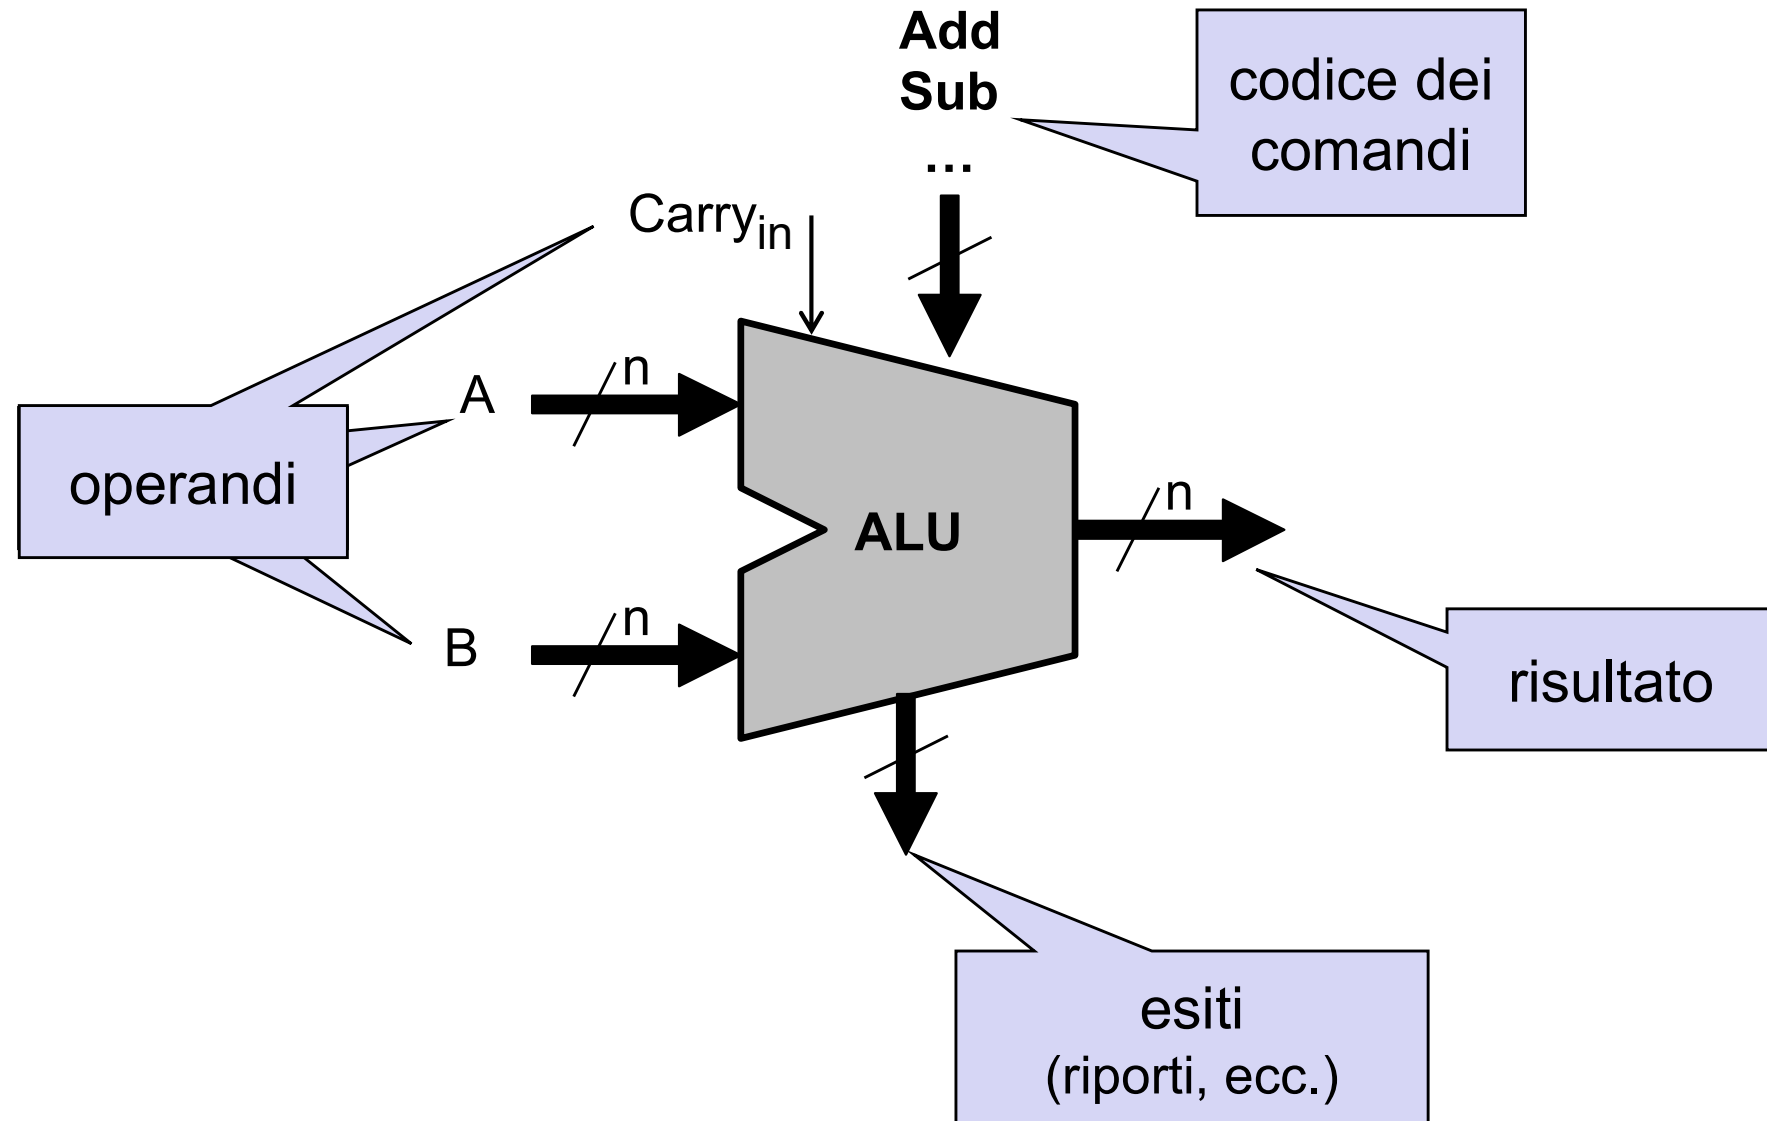 Add
Sub
...
codice dei
comandi
Carryin
n
A
operandi
n
ALU
n
B
risultato
esiti
(riporti, ecc.)